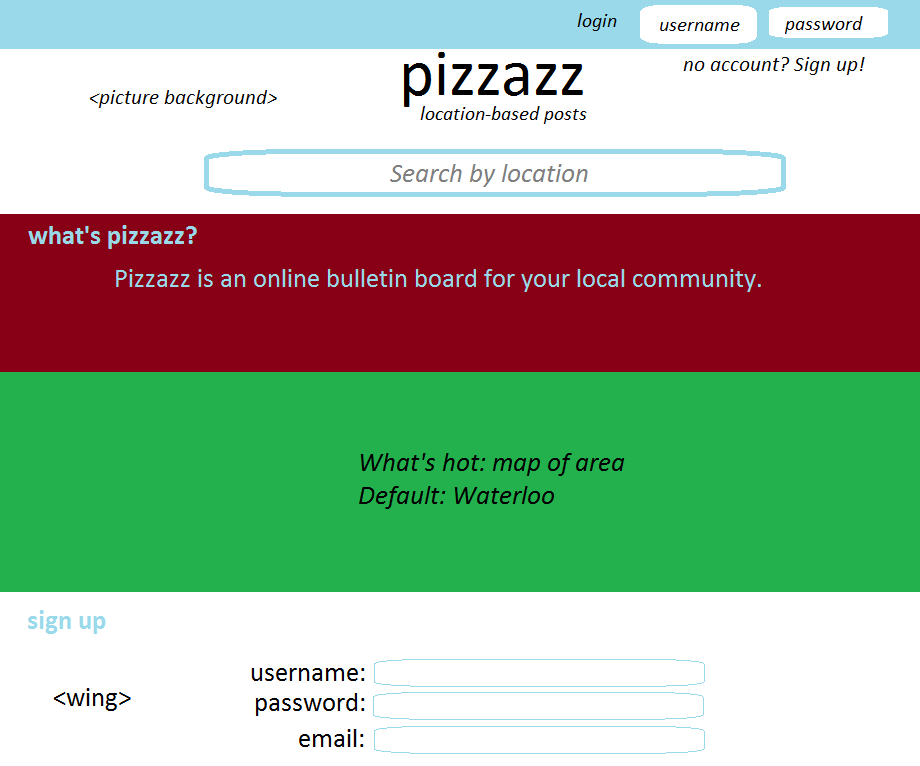 login username password
no account? Sign up!
pizzazz
<picture background>
location-based posts
Search by location
what's pizzazz?
Pizzazz is an online bulletin board for your local community.
What's hot: map of area
Default: Waterloo
sign up
username:
<wing>
password:
email: